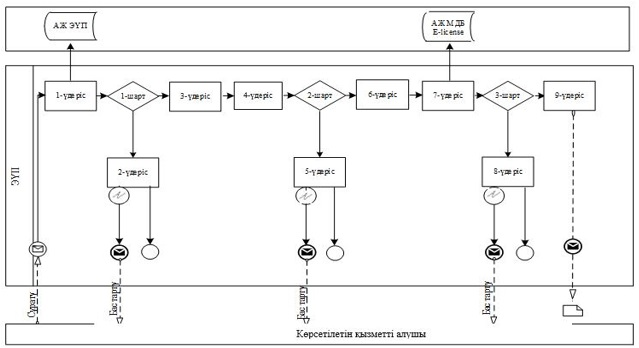 АЖ ЭҮП
АЖ МДБ
E-license
ЭҮП
1-үдеріс
1-шарт
3-үдеріс
4-үдеріс
2-шарт
6-үдеріс
7-үдеріс
3-шарт
9-үдеріс
2-үдеріс
5-үдеріс
8-үдеріс
Сұрату
Бас тарту
Бас тарту
Бас тарту
Көрсетілетін қызметті алушы